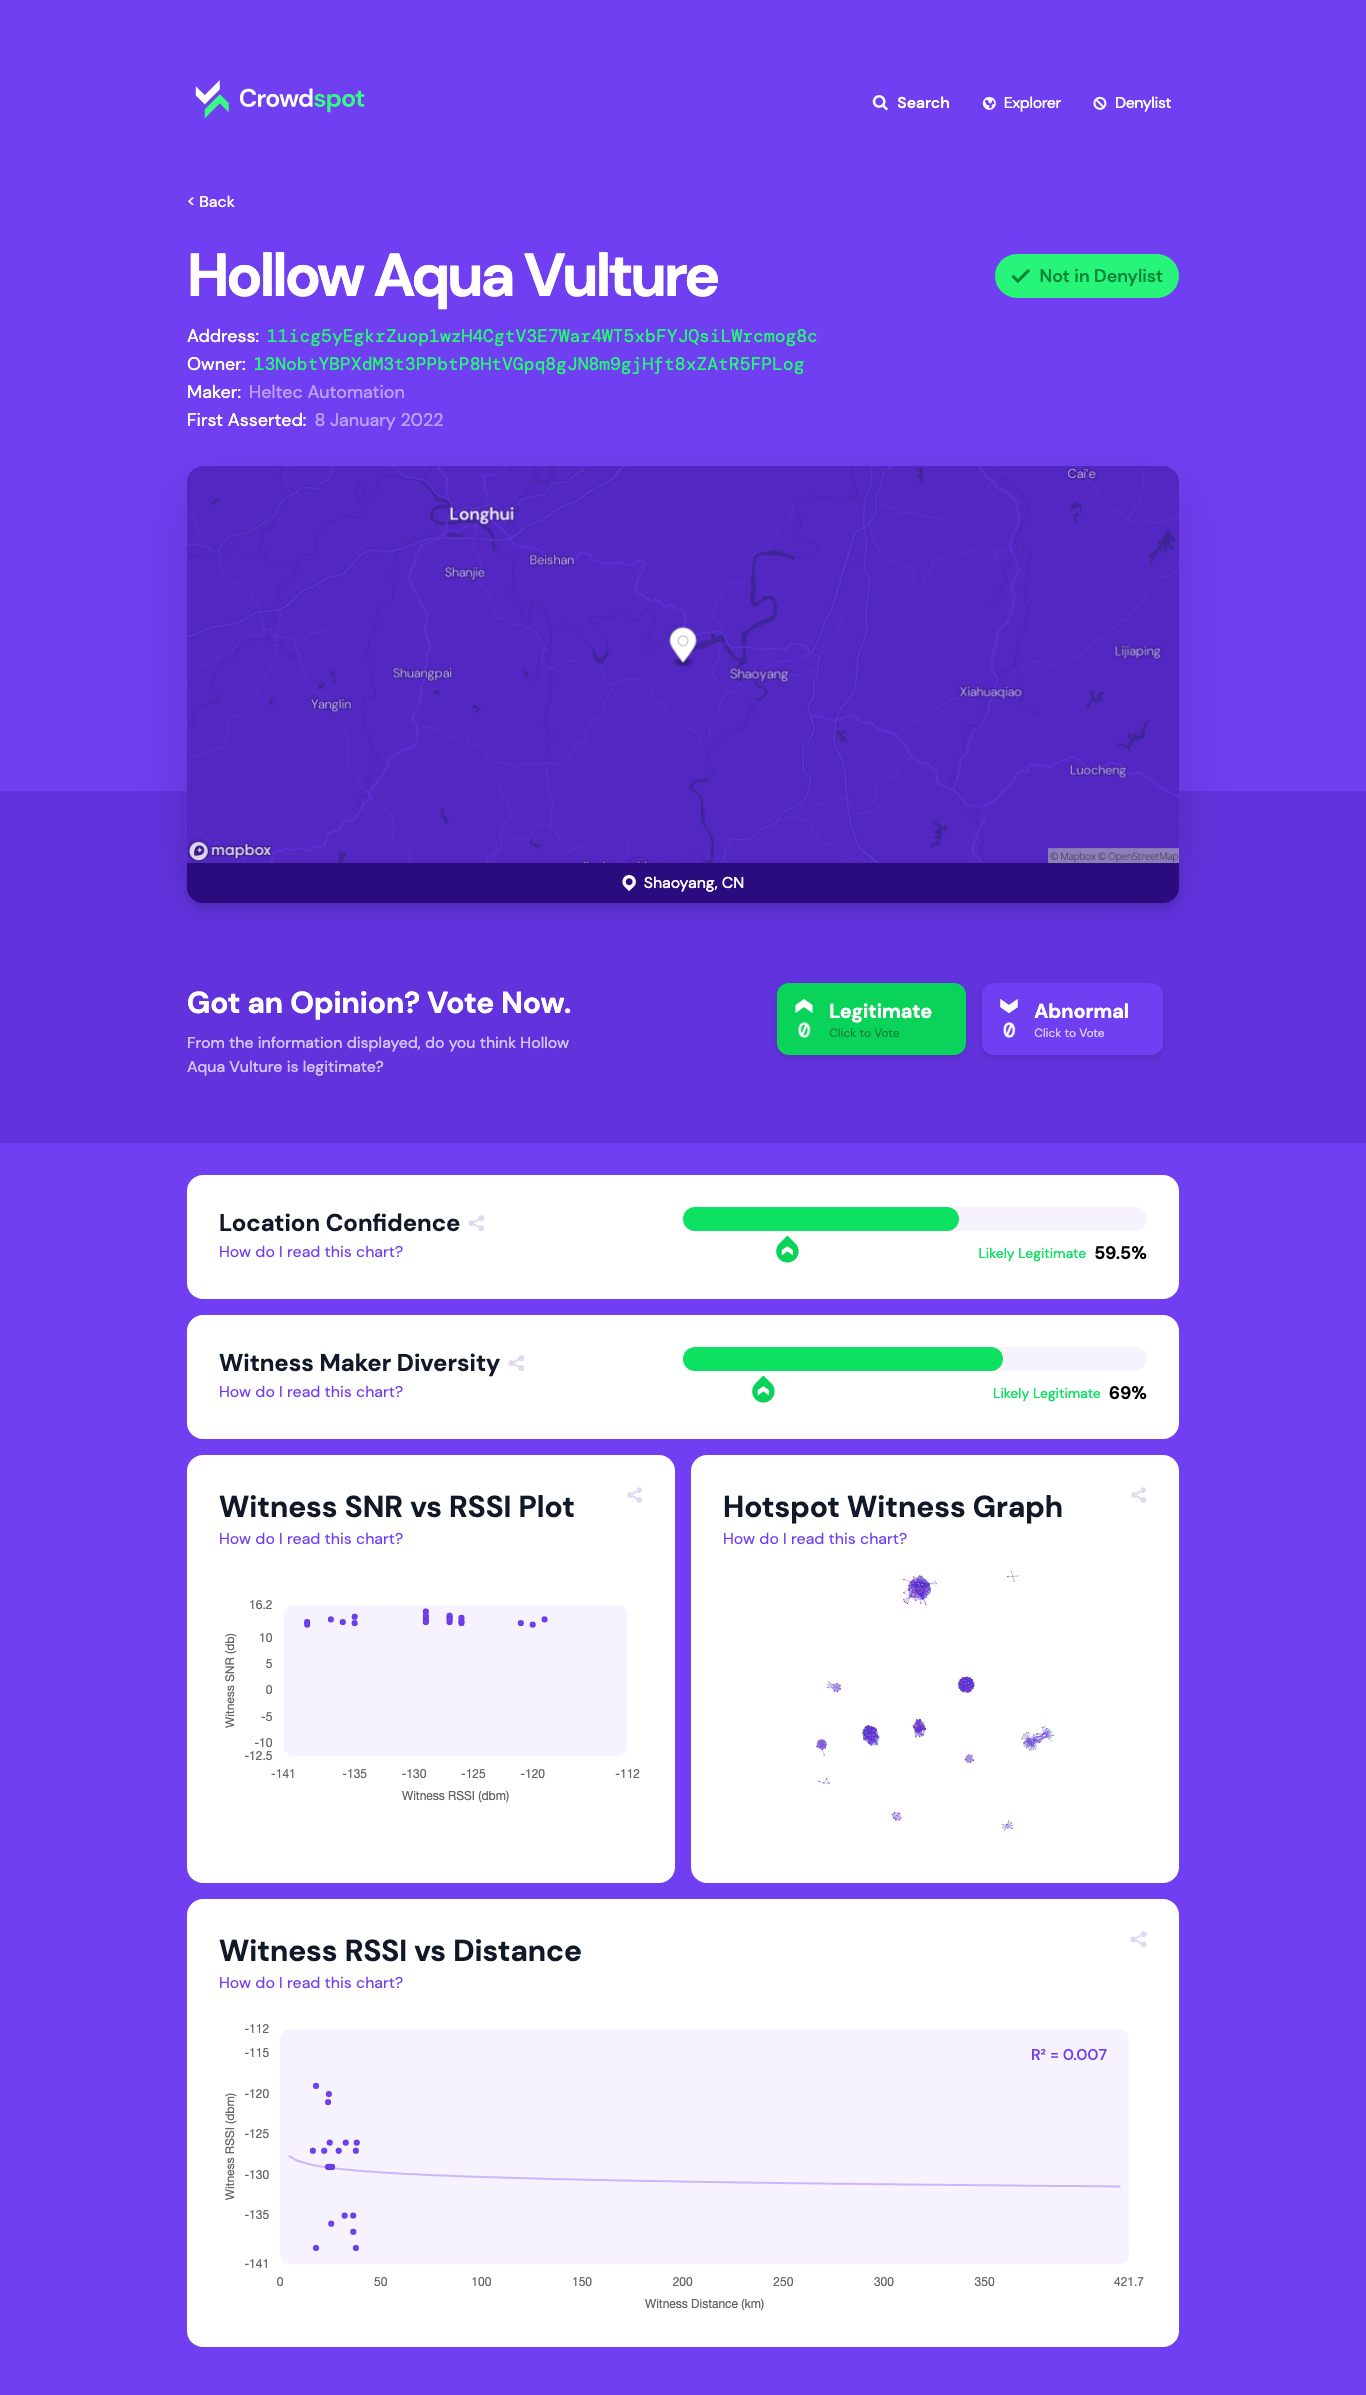 Crowdspot
Search Explorer Denylist
< Back
Hollow Aqua Vulture
Not in Denylist
Address: 11icg5yEgkrZuop1wzH4CgtV3E7War4WT5xbFYJQsiLWrcmog8c
Owner: 13NobtYBPXdM3t3PPbtP8HtVGpq8gJN8m9gjHft8xZAtR5FPLog
Maker: Heltec Automation
First Asserted: 8 January 2022
Cai'e
Longhui
Beishan
Shanjie
Lijiaping
Shuangpai
Shaoyang
Xiahuaqiao
Yanglin
Luocheng
mapbox
© Mapbox © OpenStreetMap
Shaoyang, CN
Got an Opinion? Vote Now.
From the information displayed, do you think Hollow
Aqua Vulture is legitimate?
0 Legitimate
Click to Vote
0 Abnormal
Click to Vote
Location Confidence
How do I read this chart?
Likely Legitimate 59.5%
Witness Maker Diversity
How do I read this chart?
Likely Legitimate 69%
Witness SNR vs RSSI Plot
How do I read this chart?
16.2
10
5
0
-5
-10
-12.5
Witness SNR (db)
-141 -135 -130 -125 -120 -112
Witness RSSI (dbm)
Hotspot Witness Graph
How do I read this chart?
Witness RSSI vs Distance
How do I read this chart?
R² = 0.007
-112
-115
-120
-125
-130
-135
-141
Witness RSSI (dbm)
0 50 100 150 200 250 300 350 421.7
Witness Distance (km)